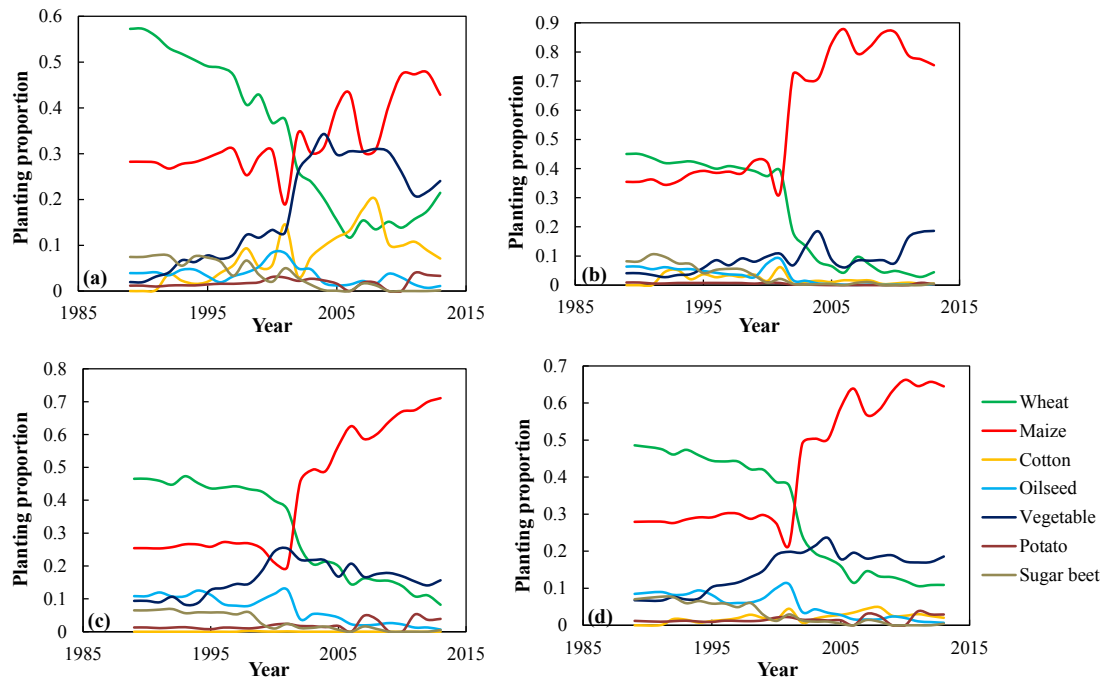 0.6
0.5
0.4
0.3
0.2
0.1
0
Planting proportion
(a)
1985 1995 2005 2015
Year
0.9
0.8
0.7
0.6
0.5
0.4
0.3
0.2
0.1
0
Planting proportion
(b)
1985 1995 2005 2015
Year
0.8
0.7
0.6
0.5
0.4
0.3
0.2
0.1
0
Planting proportion
(c)
1985 1995 2005 2015
Year
0.7
0.6
0.5
0.4
0.3
0.2
0.1
0
Planting proportion
(d)
1985 1995 2005 2015
Year
Wheat
Maize
Cotton
Oilseed
Vegetable
Potato
Sugar beet